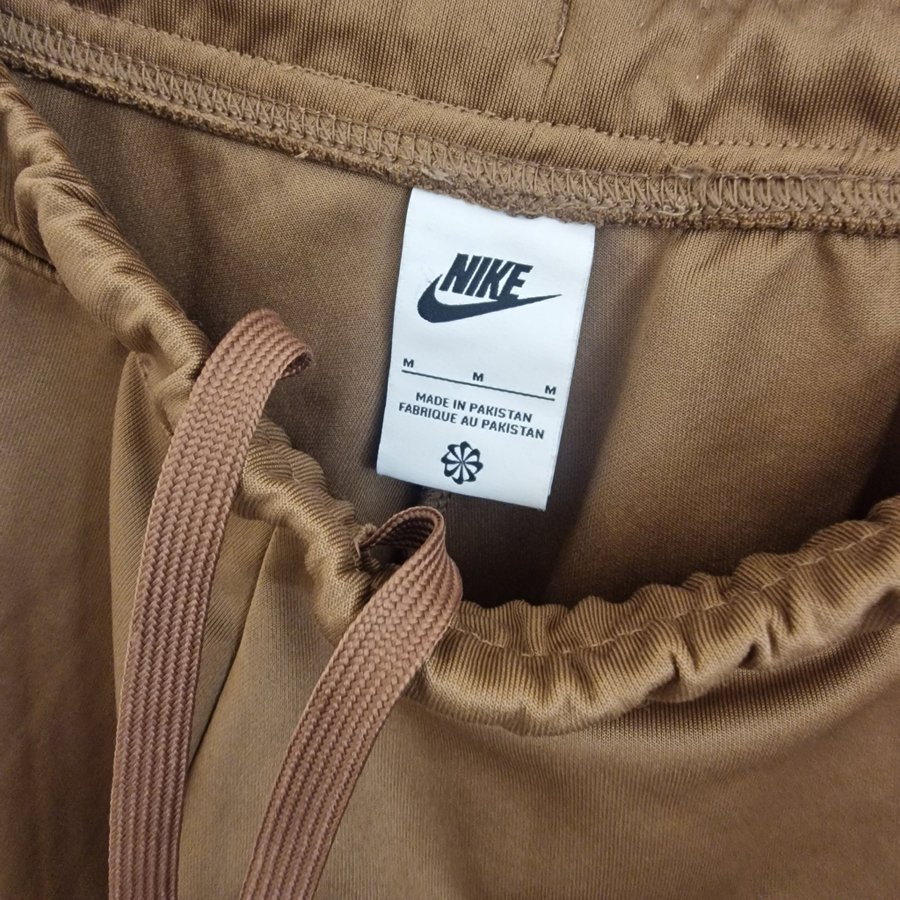 NIKE
M M M
MADE IN PAKISTAN
FABRIQUE AU PAKISTAN